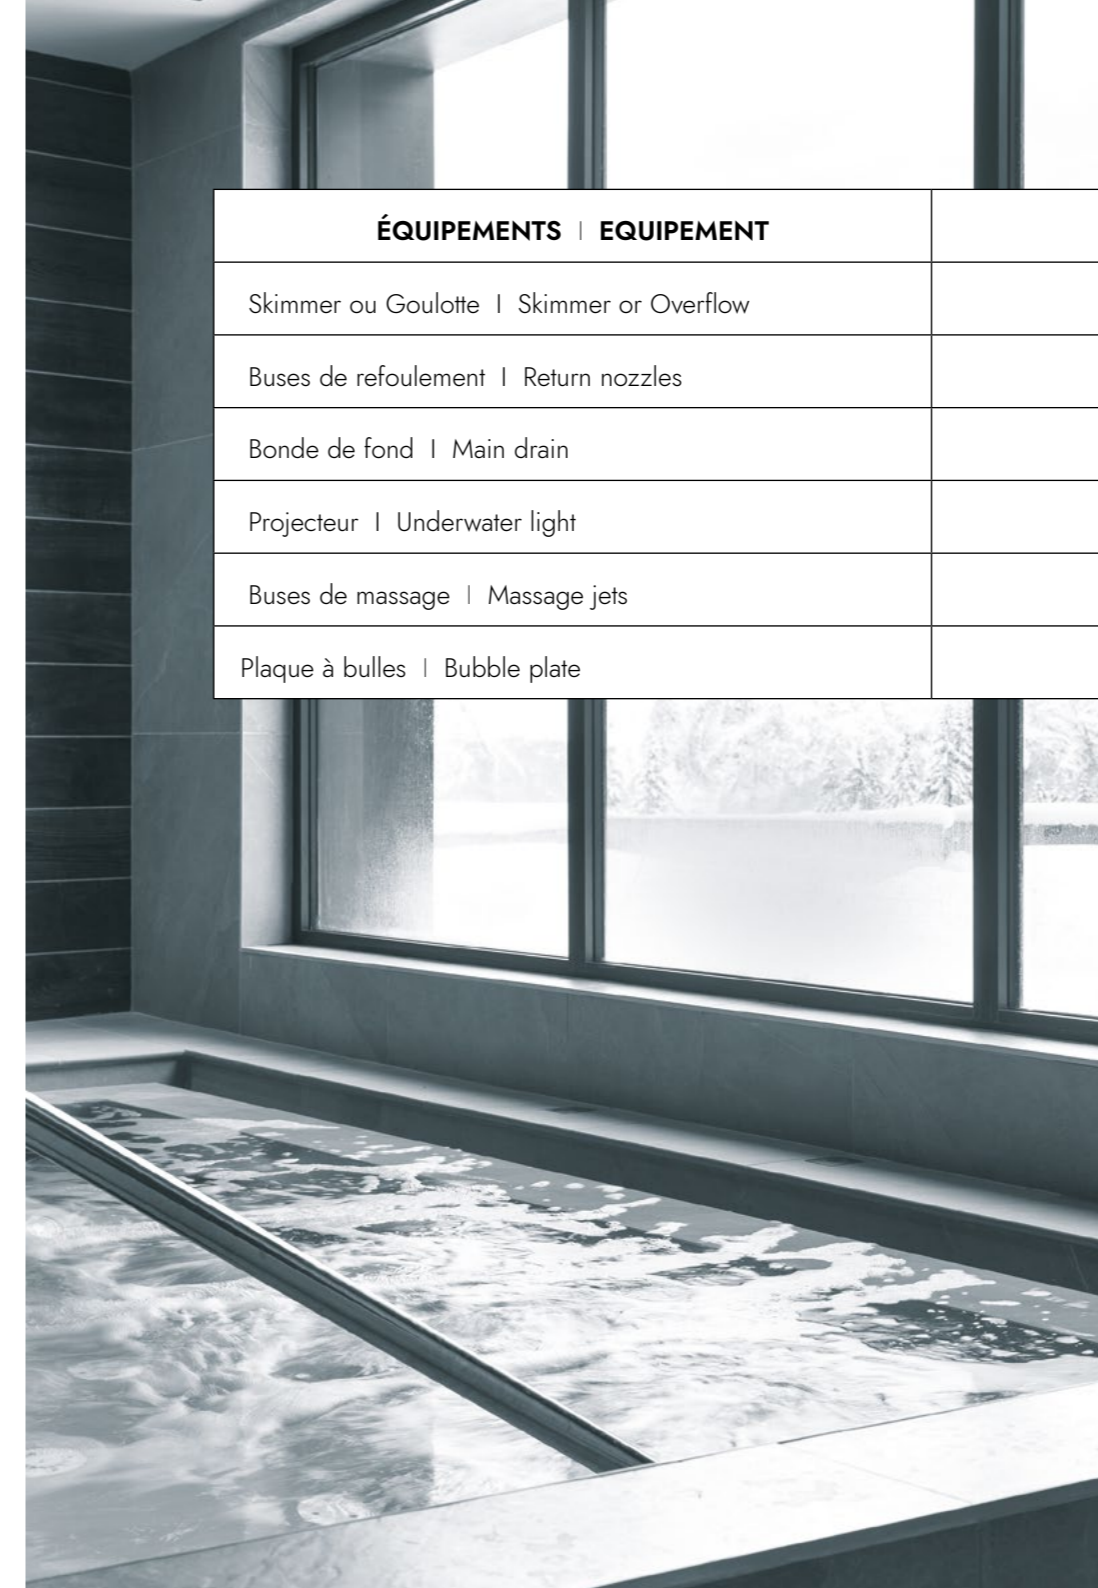 ÉQUIPEMENTS | EQUIPEMENT
Skimmer ou Goulotte I Skimmer or Overflow
Buses de refoulement I Return nozzles
Bonde de fond I Main drain
Projecteur I Underwater light
Buses de massage | Massage jets
Plaque à bulles | Bubble plate